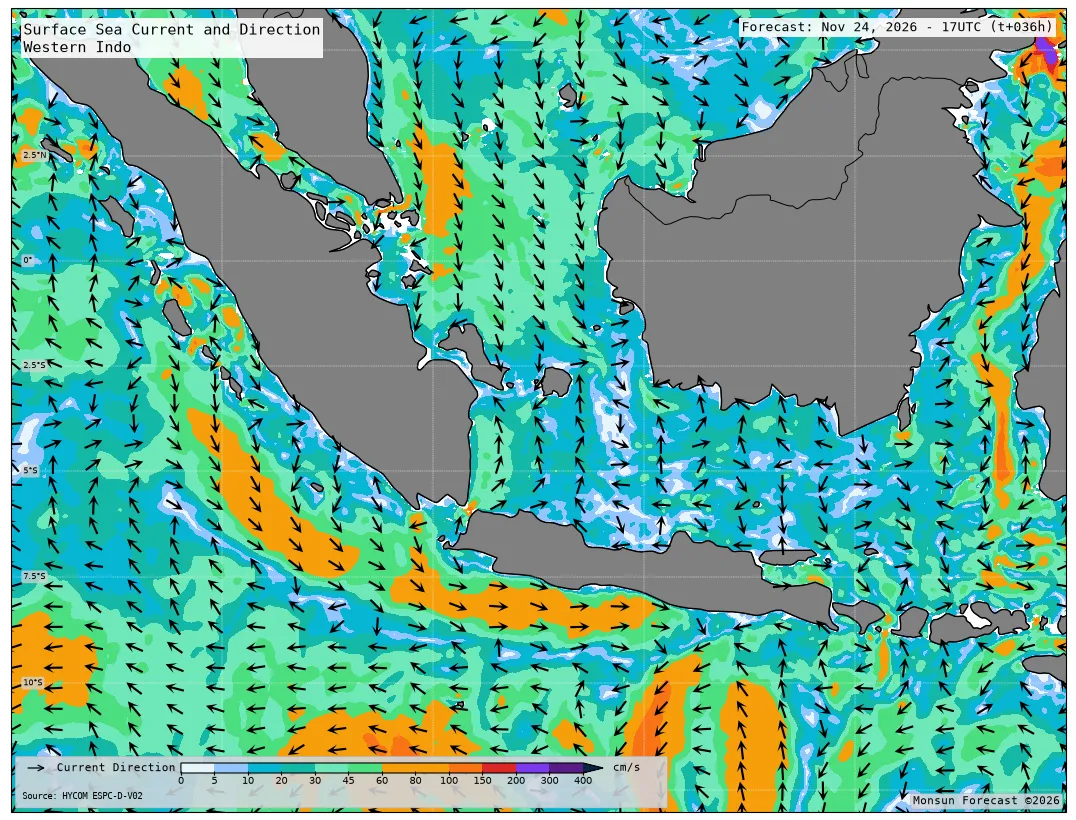 Surface Sea Current and Direction
Western Indo
Forecast: Nov 24, 2026 - 17UTC (t+036h)
2.5°N
0°
2.5°S
5°S
7.5°S
10°S
Current Direction
0 5 10 20 30 45 60 80 100 150 200 300 400 cm/s
Source: HYCOM ESPC-D-V02
Monsun Forecast ©2026